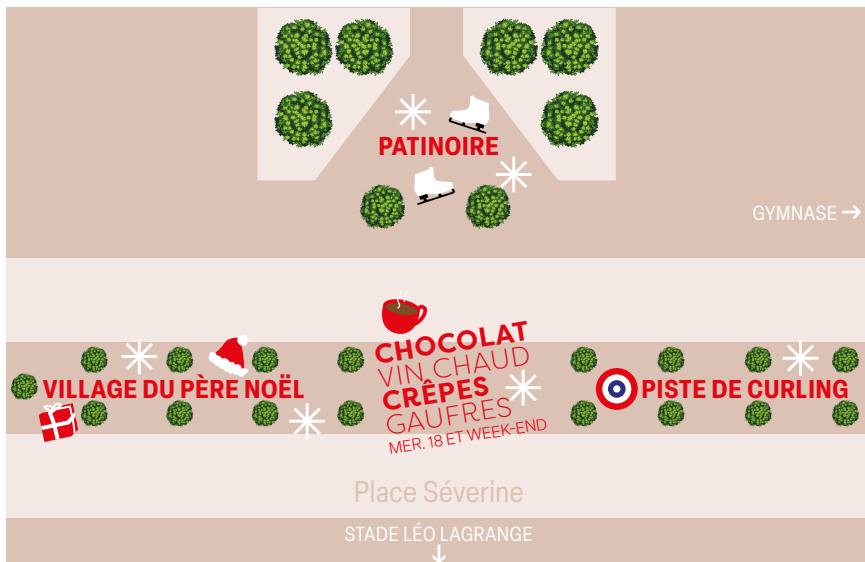 PATINOIRE
GYMNASE →
CHOCOLAT
VIN CHAUD
CRÊPES
GAUFRES
MER. 18 ET WEEK-END
VILLAGE DU PÈRE NOËL
PISTE DE CURLING
Place Séverine
STADE LÉO LAGRANGE
↓